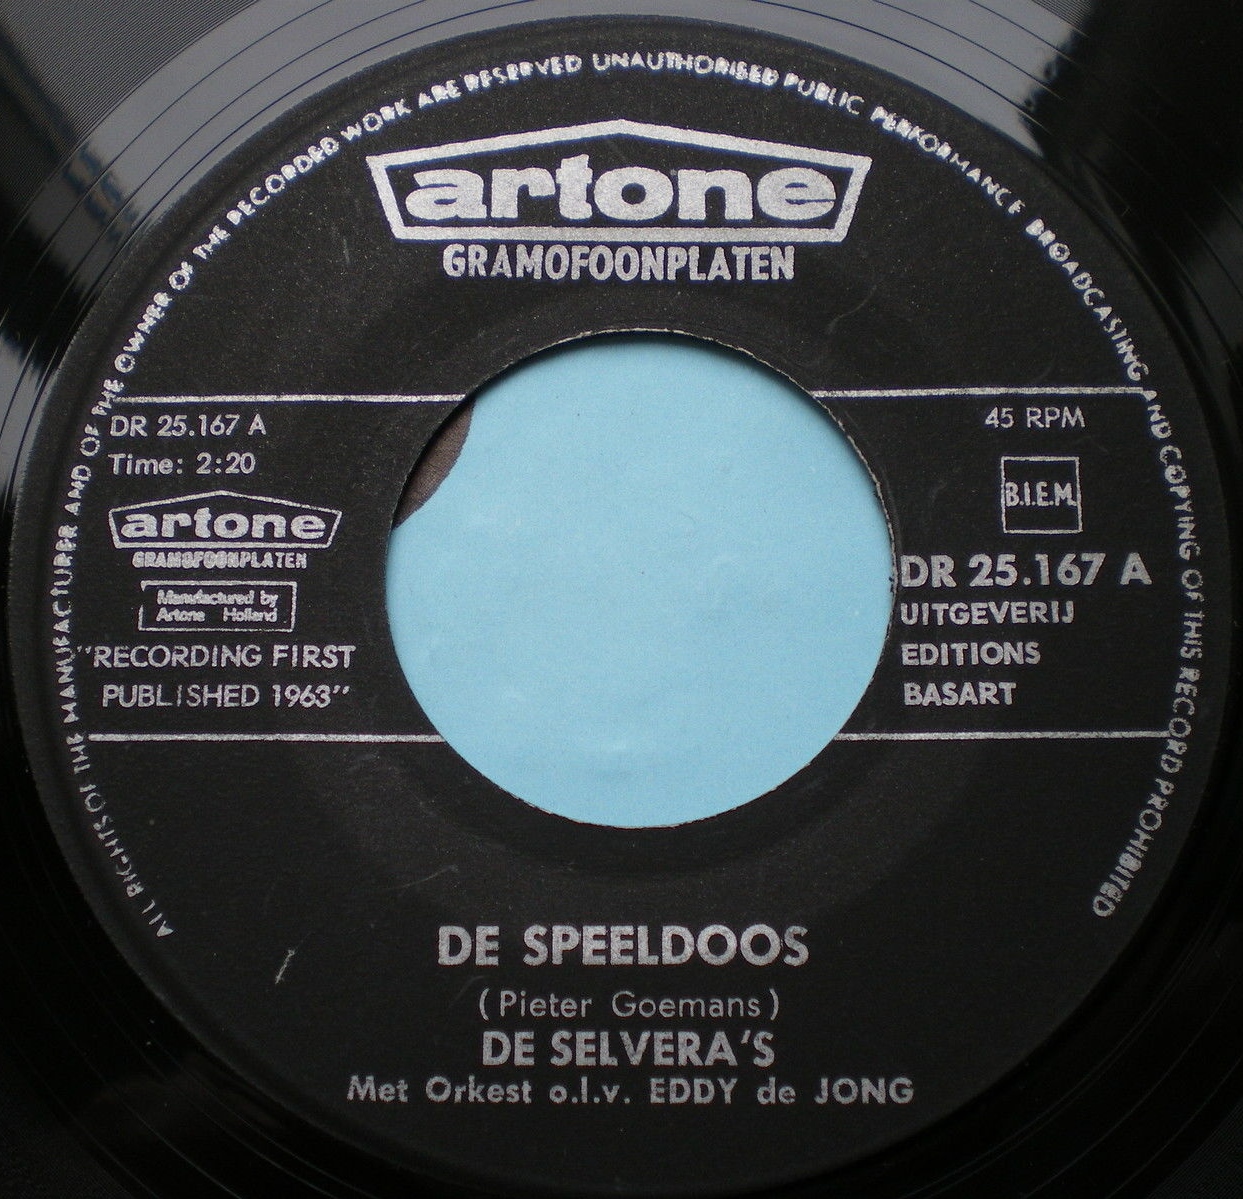 ALL RIGHTS OF THE MANUFACTURER AND OF THE OWNER OF THE RECORDED WORK ARE RESERVED UNAUTHORISED PUBLIC PERFORMANCE BROADCASTING AND COPYING OF THIS RECORD PROHIBITED
artone
GRAMOFOONPLATEN
DR 25.167 A
Time: 2:20
artone
GRAMOFOONPLATEN
Manufactured by
Artone Holland
"RECORDING FIRST
PUBLISHED 1963"
45 RPM
B.I.E.M.
DR 25.167 A
UITGEVERIJ
EDITIONS
BASART
DE SPEELDOOS
(Pieter Goemans)
DE SELVERA'S
Met Orkest o.l.v. EDDY de JONG